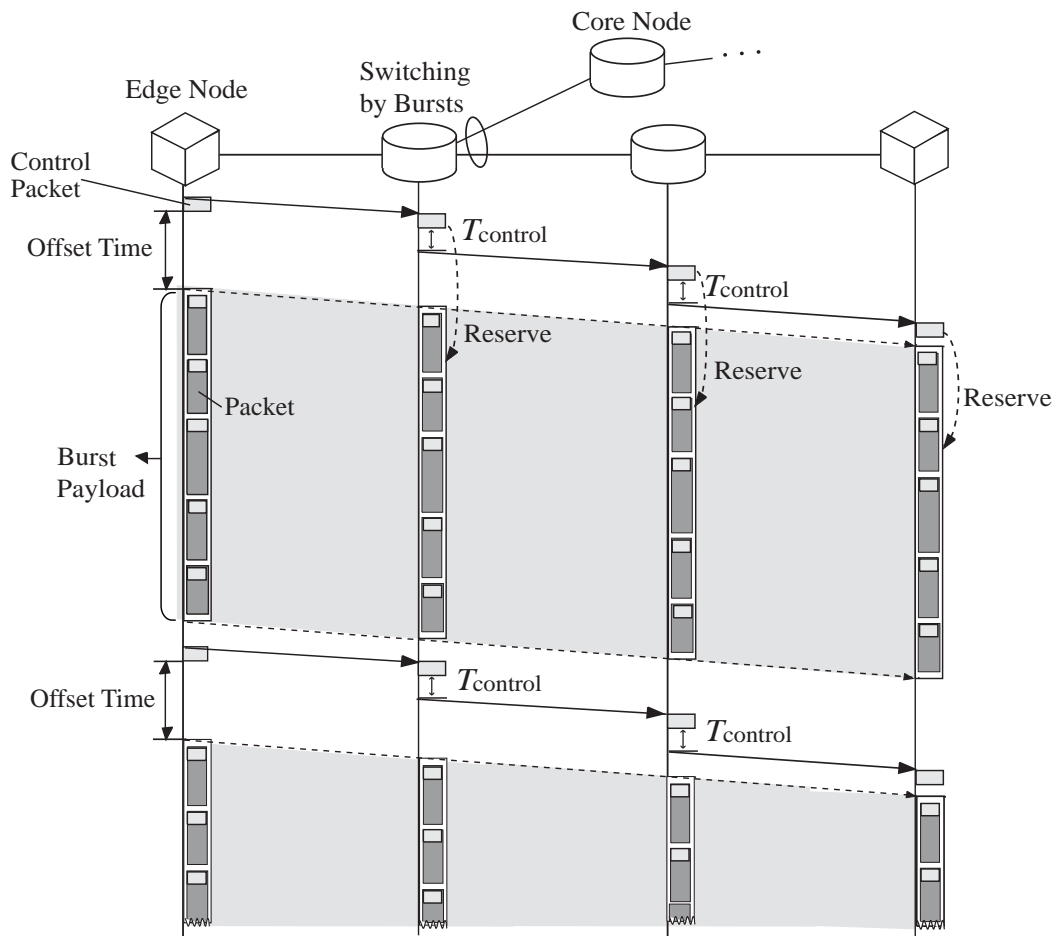 Core Node
. . .
Switching
by Bursts
Edge Node
Control
Packet
Offset Time
Tcontrol
Tcontrol
Reserve
Reserve
Reserve
Packet
Burst
Payload
Offset Time
Tcontrol
Tcontrol